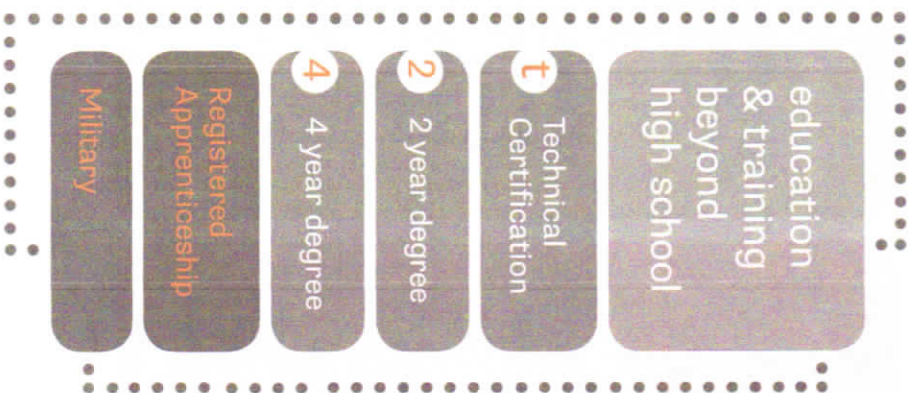 education
& training
beyond
high school
t
Technical
Certification
2
2 year degree
4
4 year degree
Registered
Apprenticeship
Military